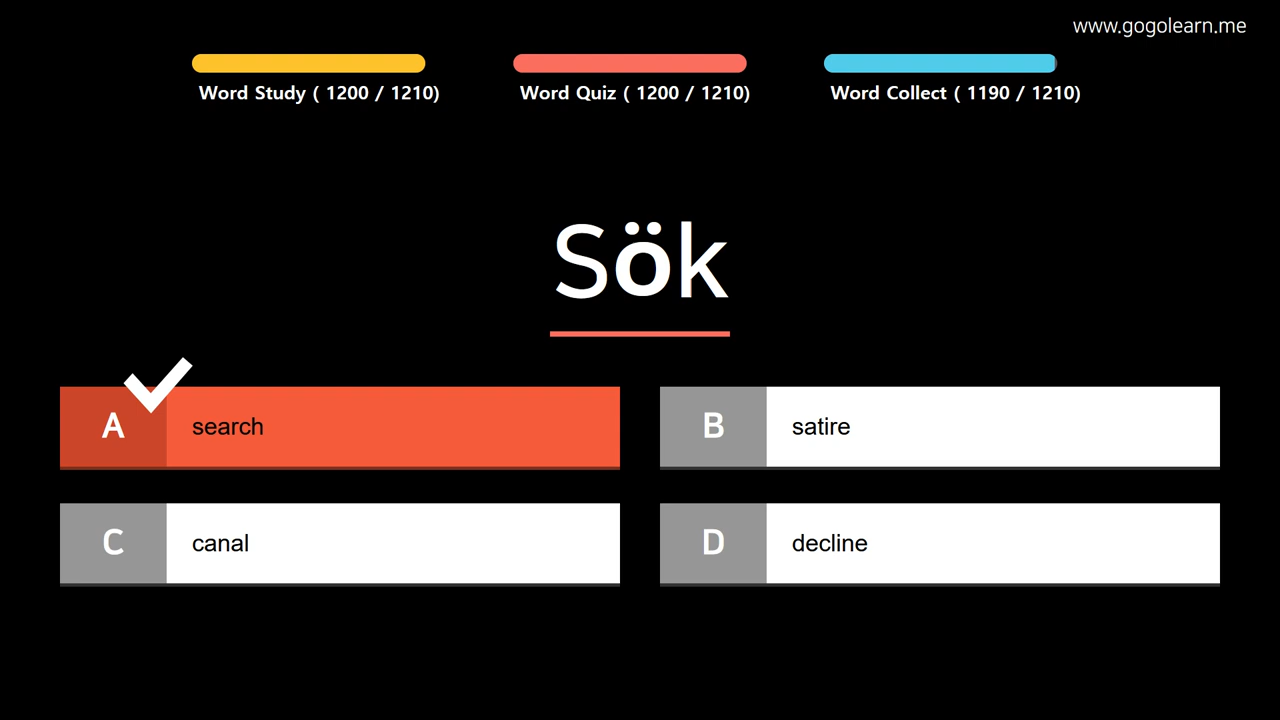 www.gogolearn.me
Word Study ( 1200 / 1210)
Word Quiz ( 1200 / 1210)
Word Collect ( 1190 / 1210)
Sök
A search
B satire
C canal
D decline